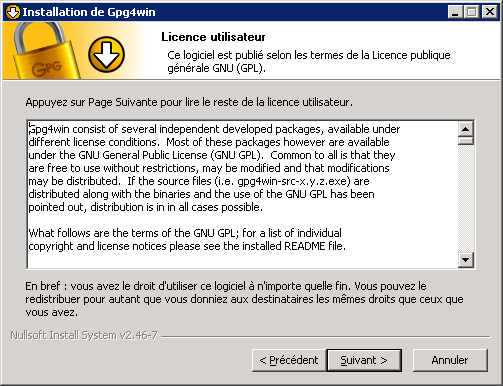 Installation de Gpg4win
GPG
Licence utilisateur
Ce logiciel est publié selon les termes de la Licence publique
générale GNU (GPL).
Appuyez sur Page Suivante pour lire le reste de la licence utilisateur.
Gpg4win consist of several independent developed packages, available under
different license conditions.  Most of these packages however are available
under the GNU General Public License (GNU GPL).  Common to all is that they
are free to use without restrictions, may be modified and that modifications
may be distributed.  If the source files (i.e. gpg4win-src-x.y.z.exe) are
distributed along with the binaries and the use of the GNU GPL has been
pointed out, distribution is in in all cases possible.
What follows are the terms of the GNU GPL; for a list of individual
copyright and license notices please see the installed README file.
En bref : vous avez le droit d'utiliser ce logiciel à n'importe quelle fin. Vous pouvez le
redistribuer pour autant que vous donniez aux destinataires les mêmes droits que ceux que
vous avez.
Nullsoft Install System v2.46-7
< Précédent
Suivant >
Annuler